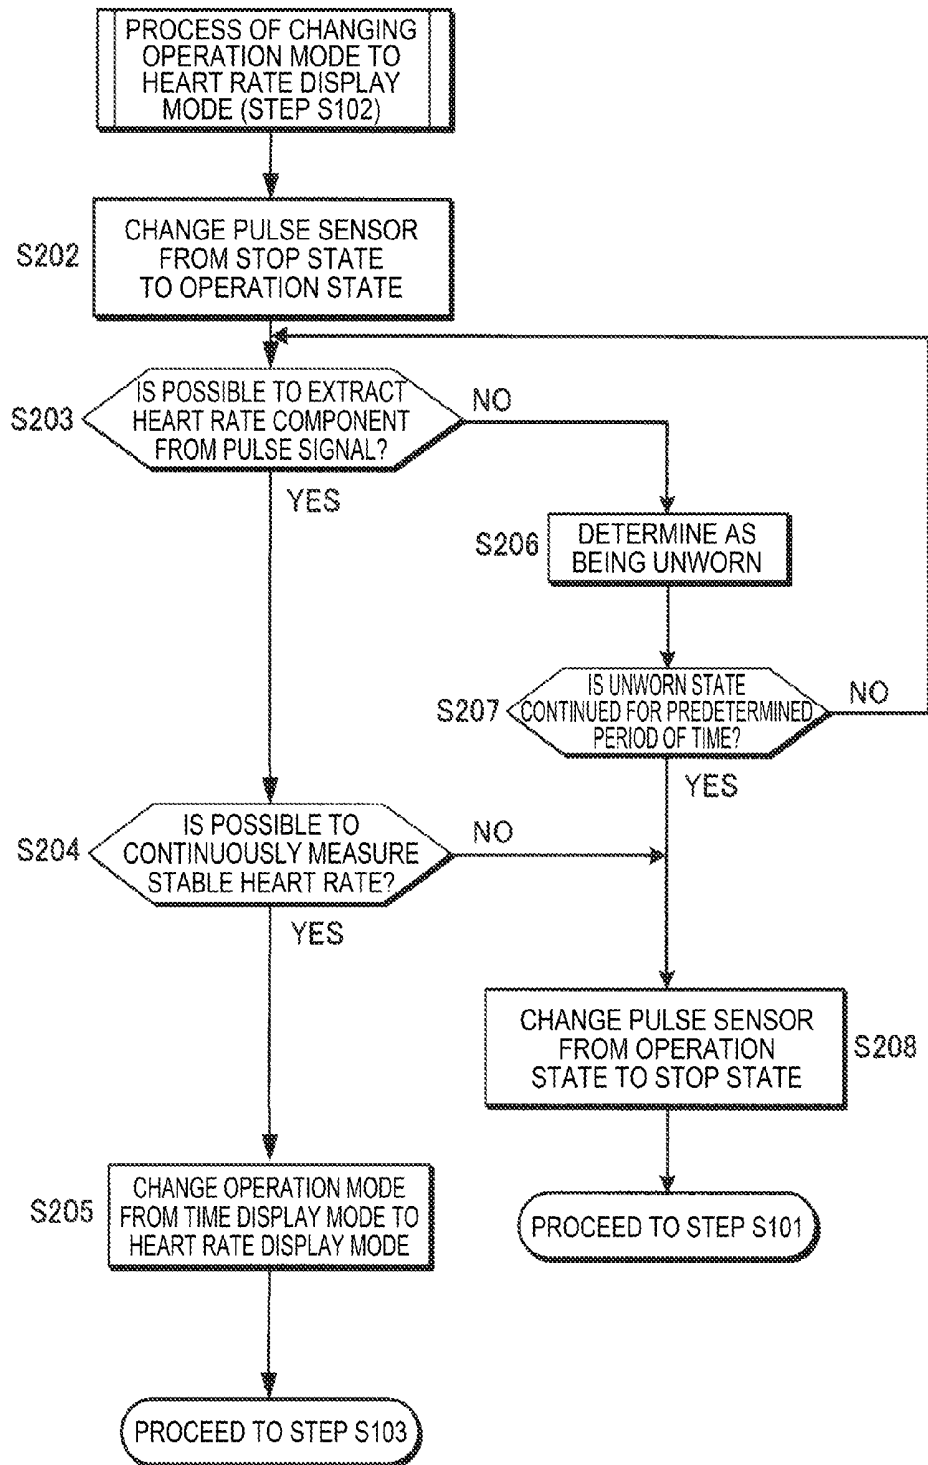 PROCESS OF CHANGING
OPERATION MODE TO
HEART RATE DISPLAY
MODE (STEP S102)
S202
CHANGE PULSE SENSOR
FROM STOP STATE
TO OPERATION STATE
S203
IS POSSIBLE TO EXTRACT
HEART RATE COMPONENT
FROM PULSE SIGNAL?
NO
YES
S206
DETERMINE AS
BEING UNWORN
S207
IS UNWORN STATE
CONTINUED FOR PREDETERMINED
PERIOD OF TIME?
NO
YES
S204
IS POSSIBLE TO
CONTINUOUSLY MEASURE
STABLE HEART RATE?
NO
YES
CHANGE PULSE SENSOR
FROM OPERATION
STATE TO STOP STATE
S208
S205
CHANGE OPERATION MODE
FROM TIME DISPLAY MODE TO
HEART RATE DISPLAY MODE
PROCEED TO STEP S101
PROCEED TO STEP S103